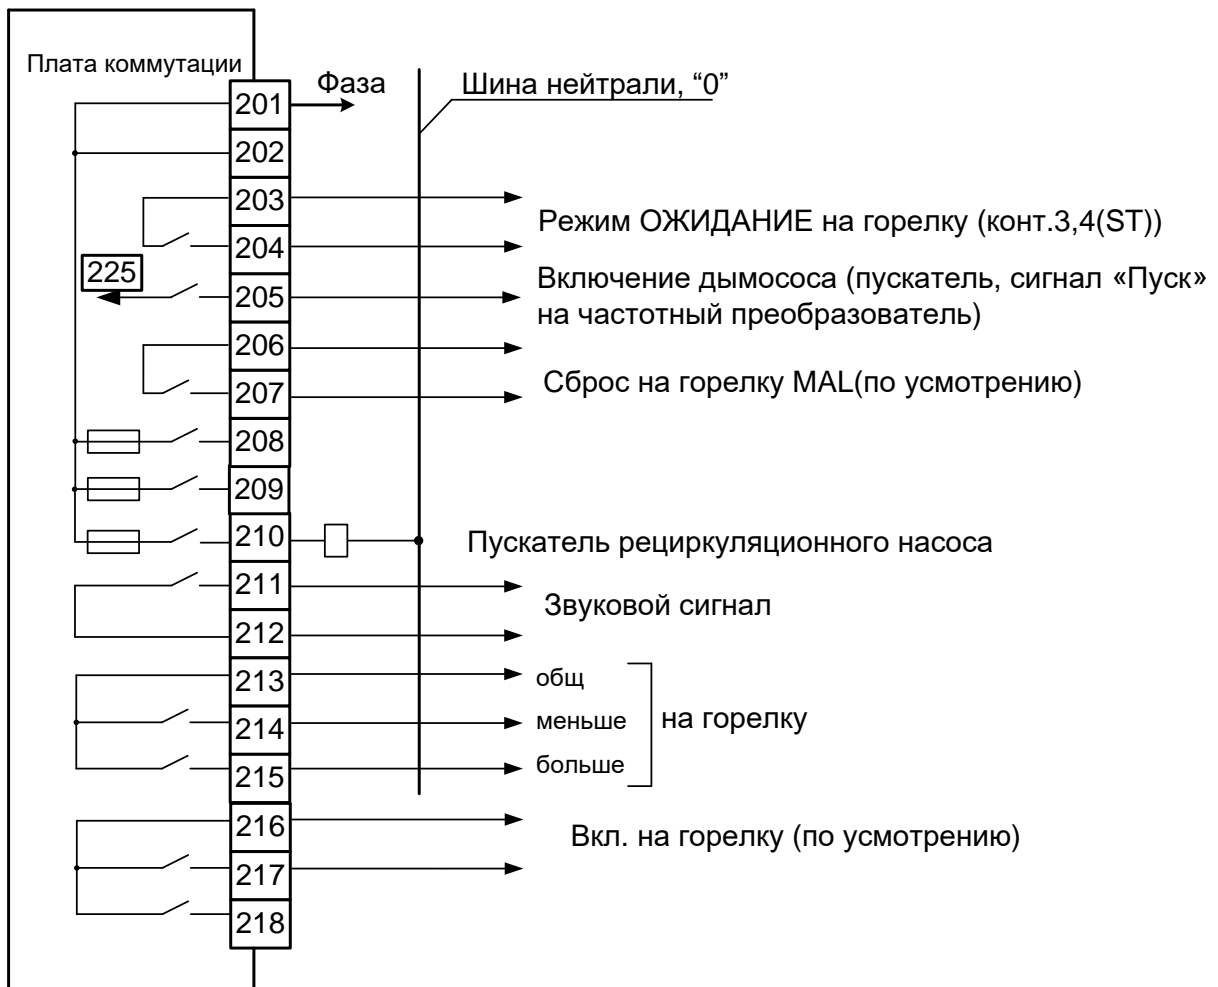 Плата коммутации
Фаза
Шина нейтрали, “0”
201
202
203
204
Режим ОЖИДАНИЕ на горелку (конт.3,4(ST))
225
205
Включение дымососа (пускатель, сигнал «Пуск»
на частотный преобразователь)
206
207
Сброс на горелку MAL(по усмотрению)
208
209
210
Пускатель рециркуляционного насоса
211
212
Звуковой сигнал
213
общ
214
меньше
на горелку
215
больше
216
Вкл. на горелку (по усмотрению)
217
218